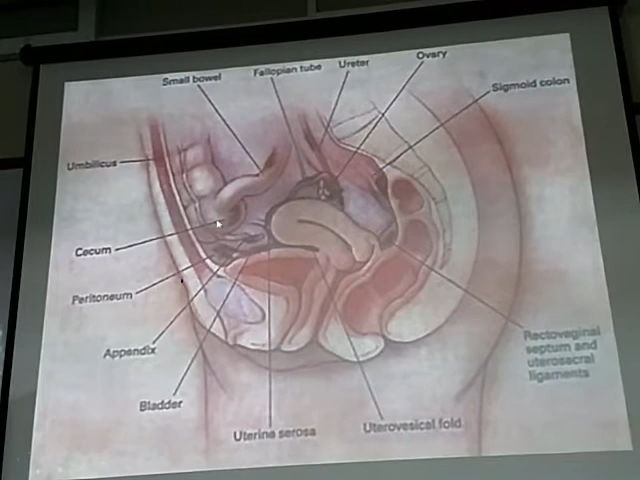 Small bowel
Fallopian tube
Ureter
Ovary
Sigmoid colon
Umbilicus
Cecum
Peritoneum
Appendix
Bladder
Uterine serosa
Uterovesical fold
Rectovaginal
septum and
uterosacral
ligaments